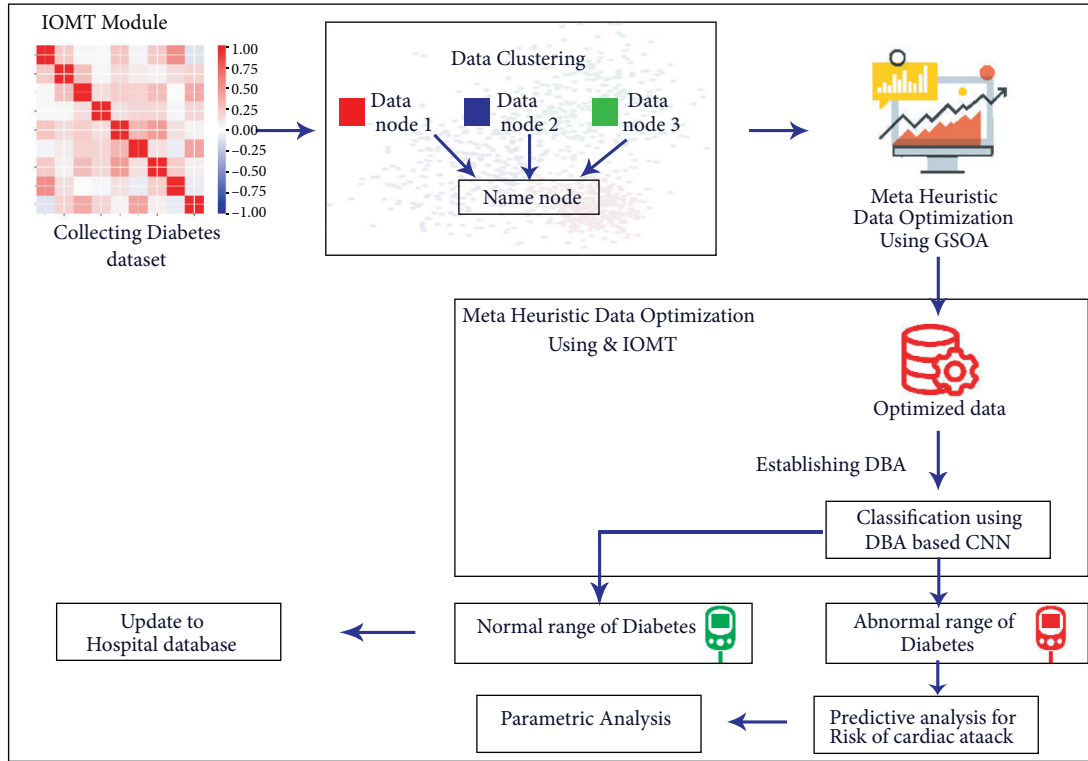 IOMT Module
1.00
0.75
0.50
0.25
0.00
−0.25
−0.50
−0.75
−1.00
Collecting Diabetes
dataset
Data Clustering
Data
node 1
Data
node 2
Data
node 3
Name node
Meta Heuristic
Data Optimization
Using GSOA
Meta Heuristic Data Optimization
Using & IOMT
Optimized data
Establishing DBA
Classification using
DBA based CNN
Update to
Hospital database
Normal range of Diabetes
Abnormal range of
Diabetes
Parametric Analysis
Predictive analysis for
Risk of cardiac ataack